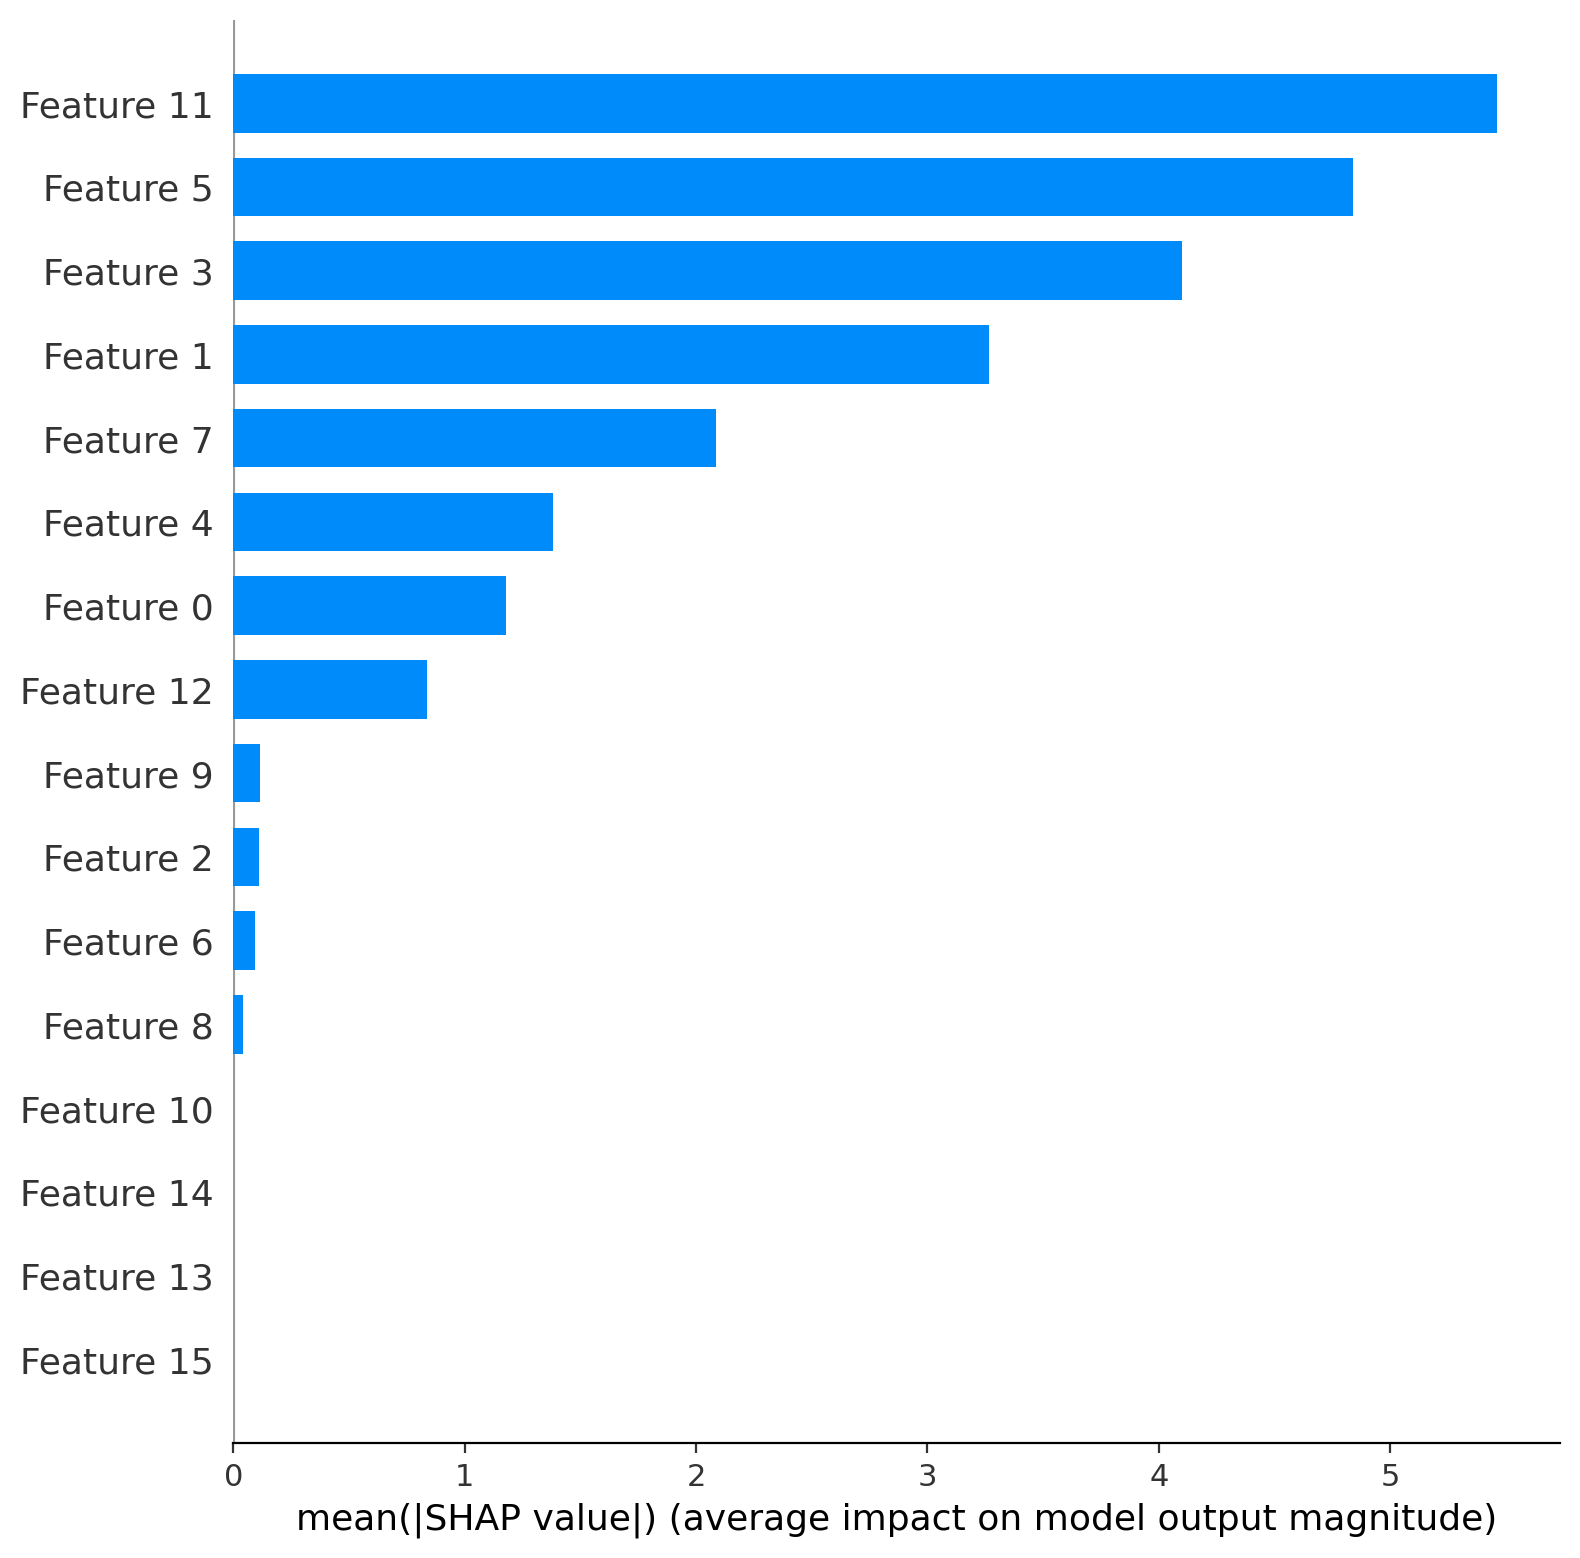 Feature 11
Feature 5
Feature 3
Feature 1
Feature 7
Feature 4
Feature 0
Feature 12
Feature 9
Feature 2
Feature 6
Feature 8
Feature 10
Feature 14
Feature 13
Feature 15
0 1 2 3 4 5
mean(|SHAP value|) (average impact on model output magnitude)